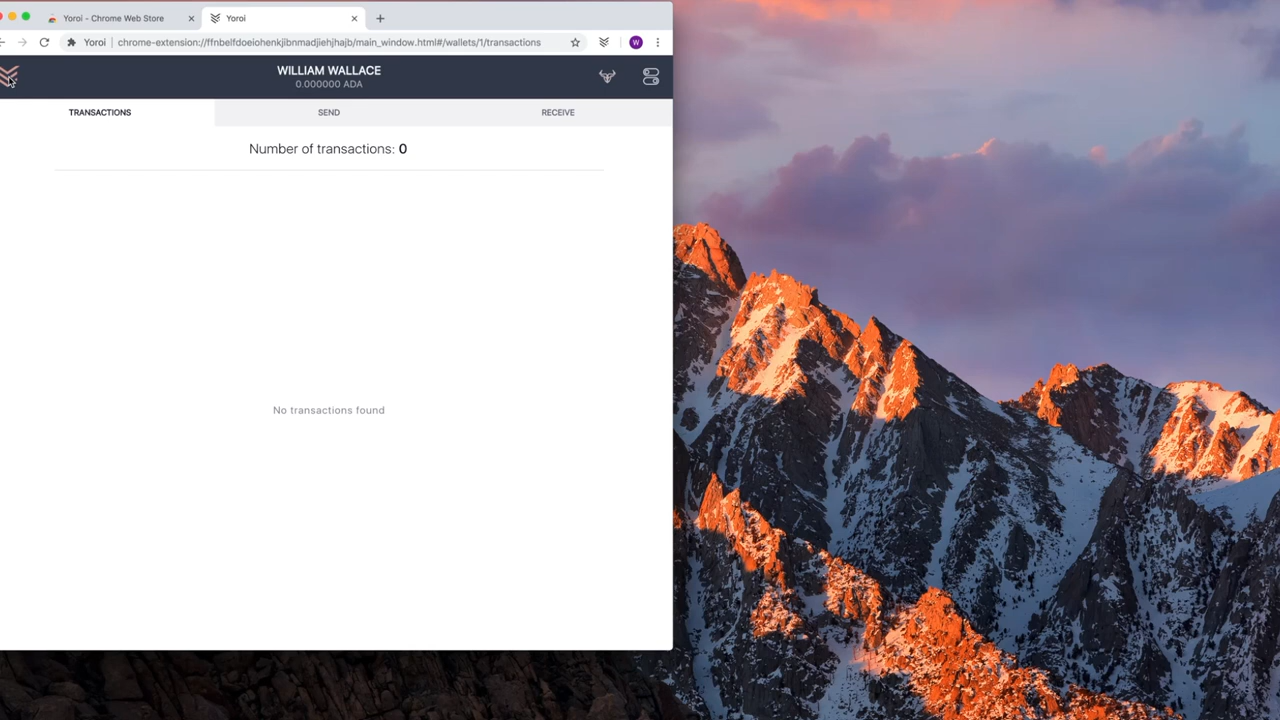 Yoroi - Chrome Web Store
Yoroi
Yoroi chrome-extension://ffnbelfdoeiohenkjibnmadjiehjhajb/main_window.html#/wallets/1/transactions
W
WILLIAM WALLACE
0.000000 ADA
TRANSACTIONS
SEND
RECEIVE
Number of transactions: 0
No transactions found